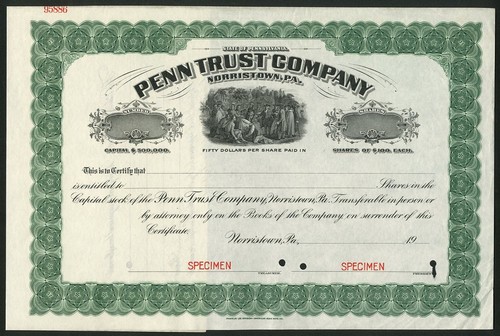 95886
STATE OF PENNSYLVANIA
PENN TRUST COMPANY
NORRISTOWN, PA.
NUMBER
SHARES
CAPITAL $500,000.
FIFTY DOLLARS PER SHARE PAID IN
SHARES OF $100. EACH.
This is to Certify that
is entitled to Shares in the
Capital stock of the Penn Trust Company, Norristown, Pa. Transferable in person or
by attorney only on the Books of the Company on surrender of this
Certificate.
Norristown, Pa., 19
SPECIMEN SPECIMEN